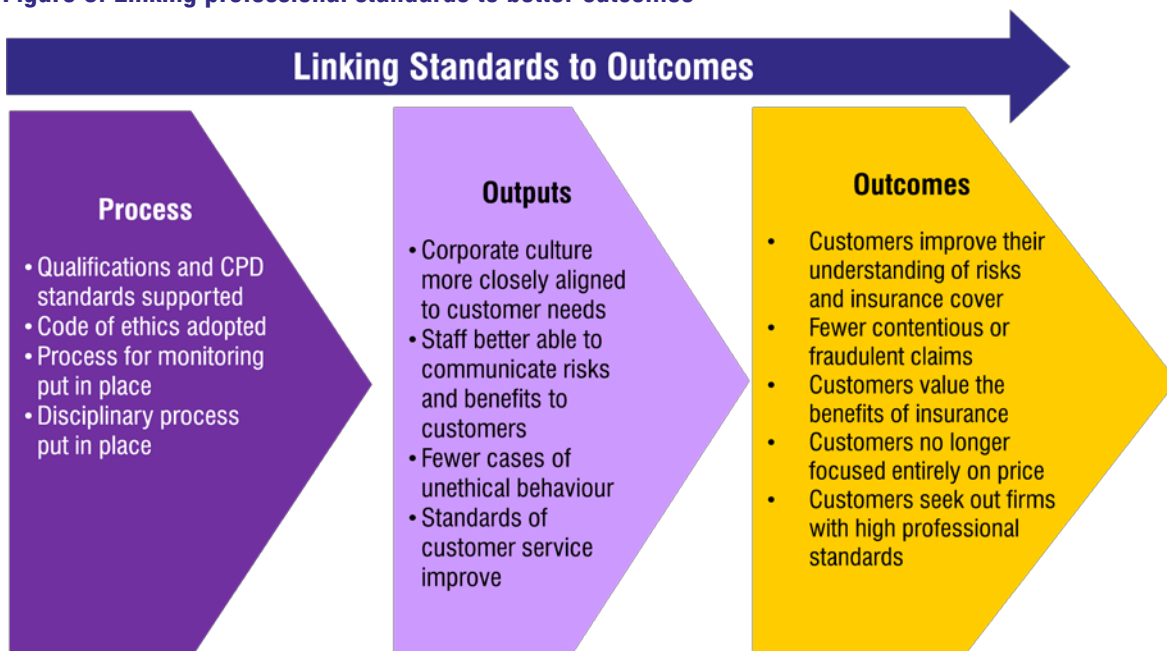 Linking Standards to Outcomes
Process
• Qualifications and CPD
standards supported
• Code of ethics adopted
• Process for monitoring
put in place
• Disciplinary process
put in place
Outputs
• Corporate culture
more closely aligned
to customer needs
• Staff better able to
communicate risks
and benefits to
customers
• Fewer cases of
unethical behaviour
• Standards of
customer service
improve
Outcomes
• Customers improve their
understanding of risks
and insurance cover
• Fewer contentious or
fraudulent claims
• Customers value the
benefits of insurance
• Customers no longer
focused entirely on price
• Customers seek out firms
with high professional
standards